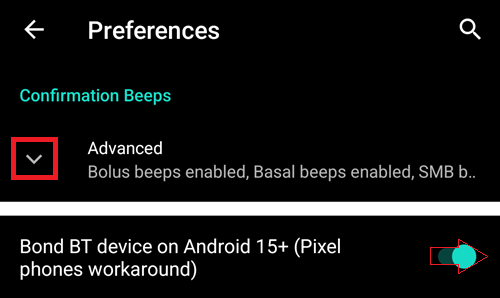 Preferences
Confirmation Beeps
Advanced
Bolus beeps enabled, Basal beeps enabled, SMB b..
Bond BT device on Android 15+ (Pixel
phones workaround)